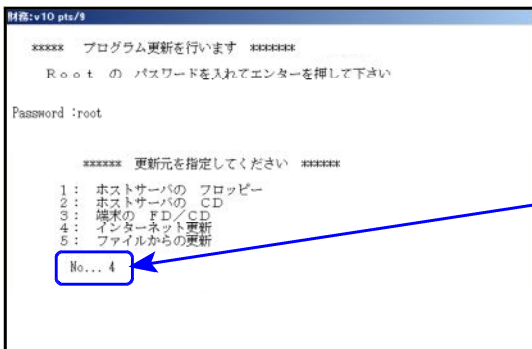 財務:v10 pts/9
***** プログラム更新を行います *******
Ｒｏｏｔ の パスワードを入れてエンターを押して下さい
Password :root
****** 更新元を指定してください ******
１： ホストサーバの フロッピー
２： ホストサーバの ＣＤ
３： 端末の ＦＤ／ＣＤ
４： インターネット更新
５： ファイルからの更新
No... 4